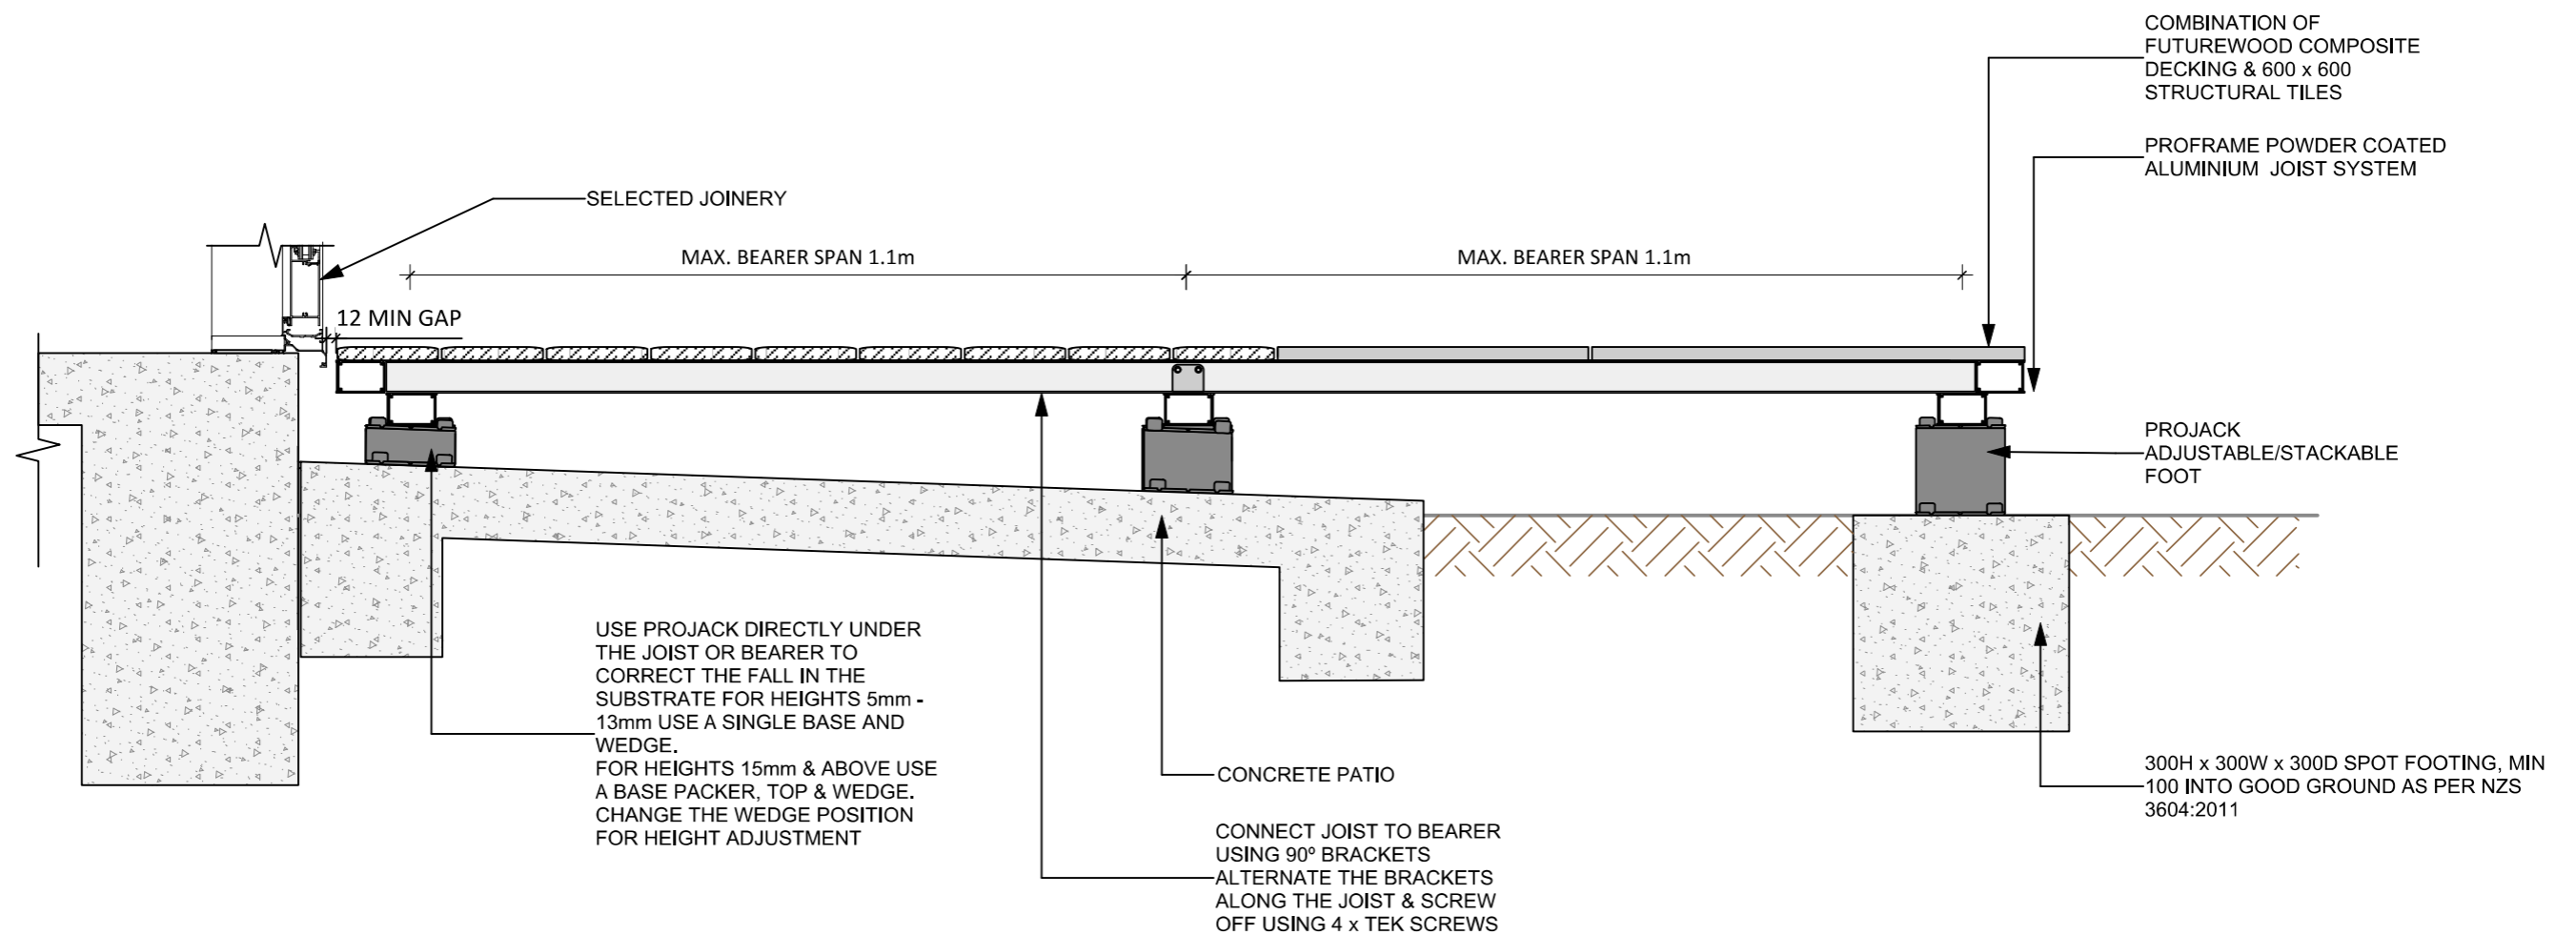 COMBINATION OF
FUTUREWOOD COMPOSITE
DECKING & 600 x 600
STRUCTURAL TILES
PROFRAME POWDER COATED
ALUMINIUM JOIST SYSTEM
SELECTED JOINERY
MAX. BEARER SPAN 1.1m
MAX. BEARER SPAN 1.1m
12 MIN GAP
PROJACK
ADJUSTABLE/STACKABLE
FOOT
USE PROJACK DIRECTLY UNDER
THE JOIST OR BEARER TO
CORRECT THE FALL IN THE
SUBSTRATE FOR HEIGHTS 5mm -
13mm USE A SINGLE BASE AND
WEDGE.
FOR HEIGHTS 15mm & ABOVE USE
A BASE PACKER, TOP & WEDGE.
CHANGE THE WEDGE POSITION
FOR HEIGHT ADJUSTMENT
CONCRETE PATIO
CONNECT JOIST TO BEARER
USING 90º BRACKETS
ALTERNATE THE BRACKETS
ALONG THE JOIST & SCREW
OFF USING 4 x TEK SCREWS
300H x 300W x 300D SPOT FOOTING, MIN
100 INTO GOOD GROUND AS PER NZS
3604:2011